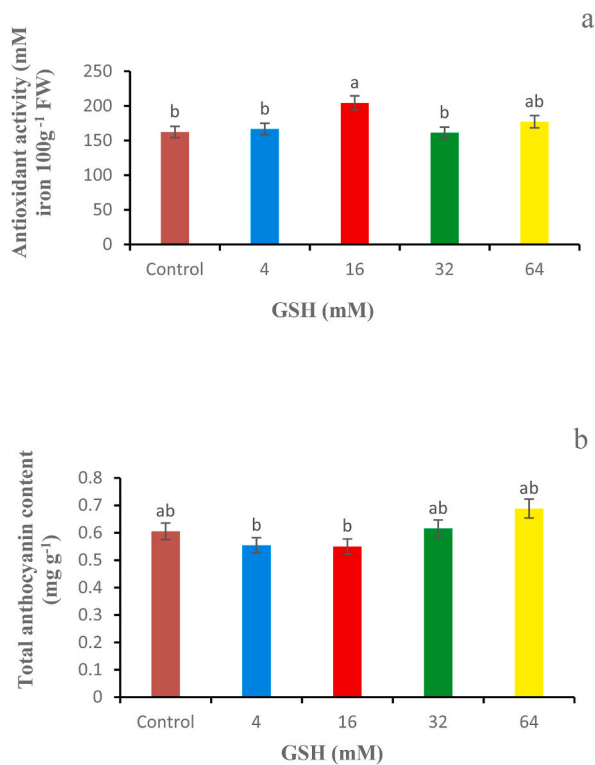 a
Antioxidant activity (mM
iron 100g⁻¹ FW)
250
200
150
100
50
0
b
b
a
b
ab
Control
4
16
32
64
GSH (mM)
b
Total anthocyanin content
(mg g⁻¹)
0.8
0.7
0.6
0.5
0.4
0.3
0.2
0.1
0
ab
b
b
ab
ab
Control
4
16
32
64
GSH (mM)